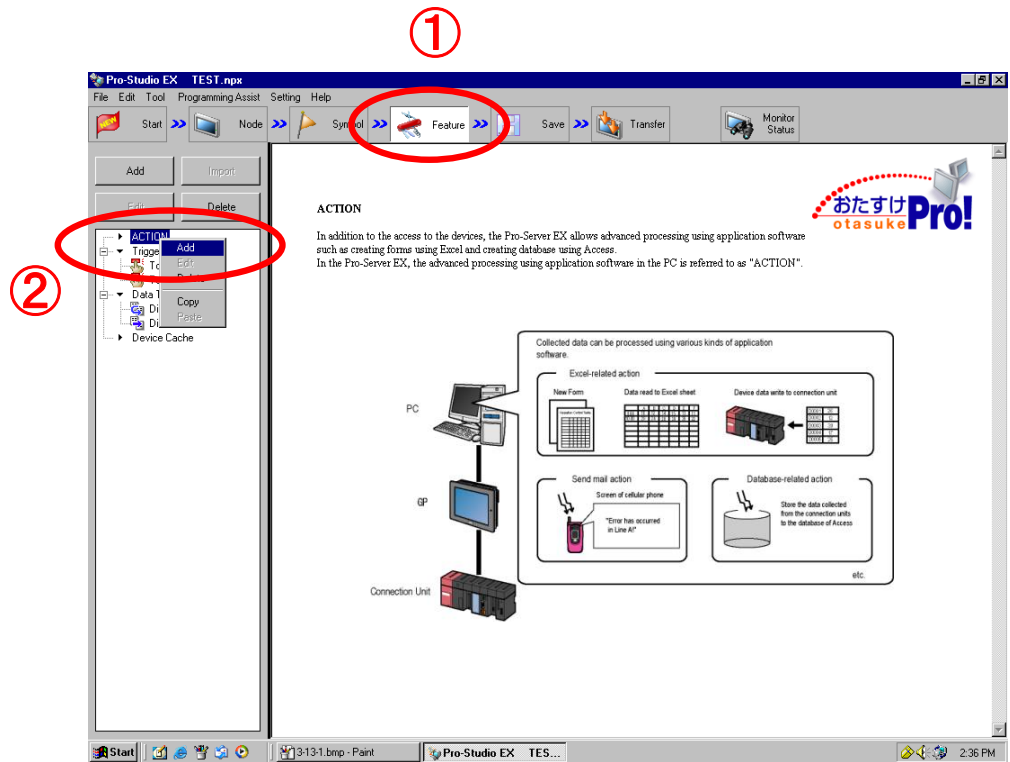 ①
Pro-Studio EX TEST.npx
File Edit Tool Programming Assist Setting Help
Start Node Symbol Feature Save Transfer Monitor Status
Add Import
Edit Delete
②
ACTION
Trigge
To
Data T
Di
Di
Device Cache
Add
Edit
Delete
Copy
Paste
ACTION
おたすけPro!
otasuke
In addition to the access to the devices, the Pro-Server EX allows advanced processing using application software
such as creating forms using Excel and creating database using Access.
In the Pro-Server EX, the advanced processing using application software in the PC is referred to as "ACTION".
Collected data can be processed using various kinds of application
software.
Excel-related action
New Form Data read to Excel sheet Device data write to connection unit
PC
Send mail action
Screen of cellular phone
"Error has occurred
in Line A!"
Database-related action
Store the data collected
from the connection units
to the database of Access
etc.
GP
Connection Unit
Start 3-13-1.bmp - Paint Pro-Studio EX TES... 2:36 PM